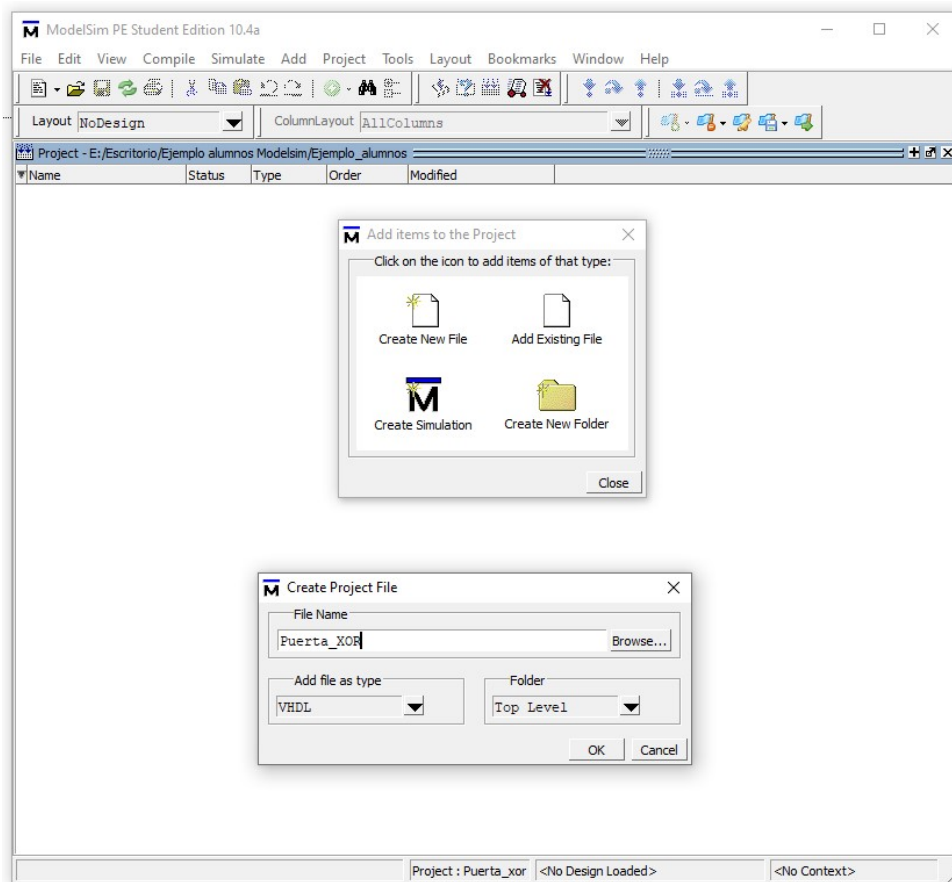 ModelSim PE Student Edition 10.4a
File Edit View Compile Simulate Add Project Tools Layout Bookmarks Window Help
Layout NoDesign ColumnLayout AllColumns
Project - E:/Escritorio/Ejemplo alumnos Modelsim/Ejemplo_alumnos
Name Status Type Order Modified
Add items to the Project
Click on the icon to add items of that type:
Create New File Add Existing File
Create Simulation Create New Folder
Close
Create Project File
File Name
Puerta_XOR Browse...
Add file as type Folder
VHDL Top Level
OK Cancel
Project : Puerta_xor <No Design Loaded> <No Context>